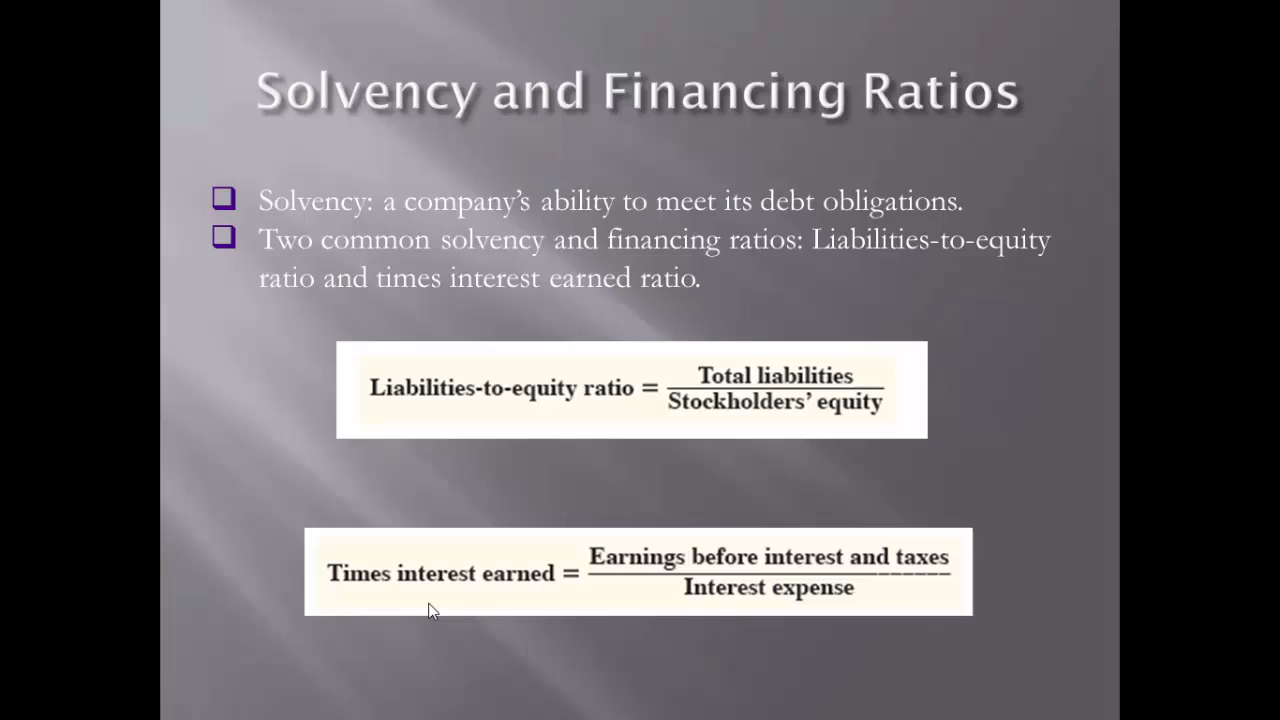 Solvency and Financing Ratios
Solvency: a company’s ability to meet its debt obligations.
Two common solvency and financing ratios: Liabilities-to-equity
ratio and times interest earned ratio.
Liabilities-to-equity ratio = Total liabilities
Stockholders’ equity
Times interest earned = Earnings before interest and taxes
Interest expense